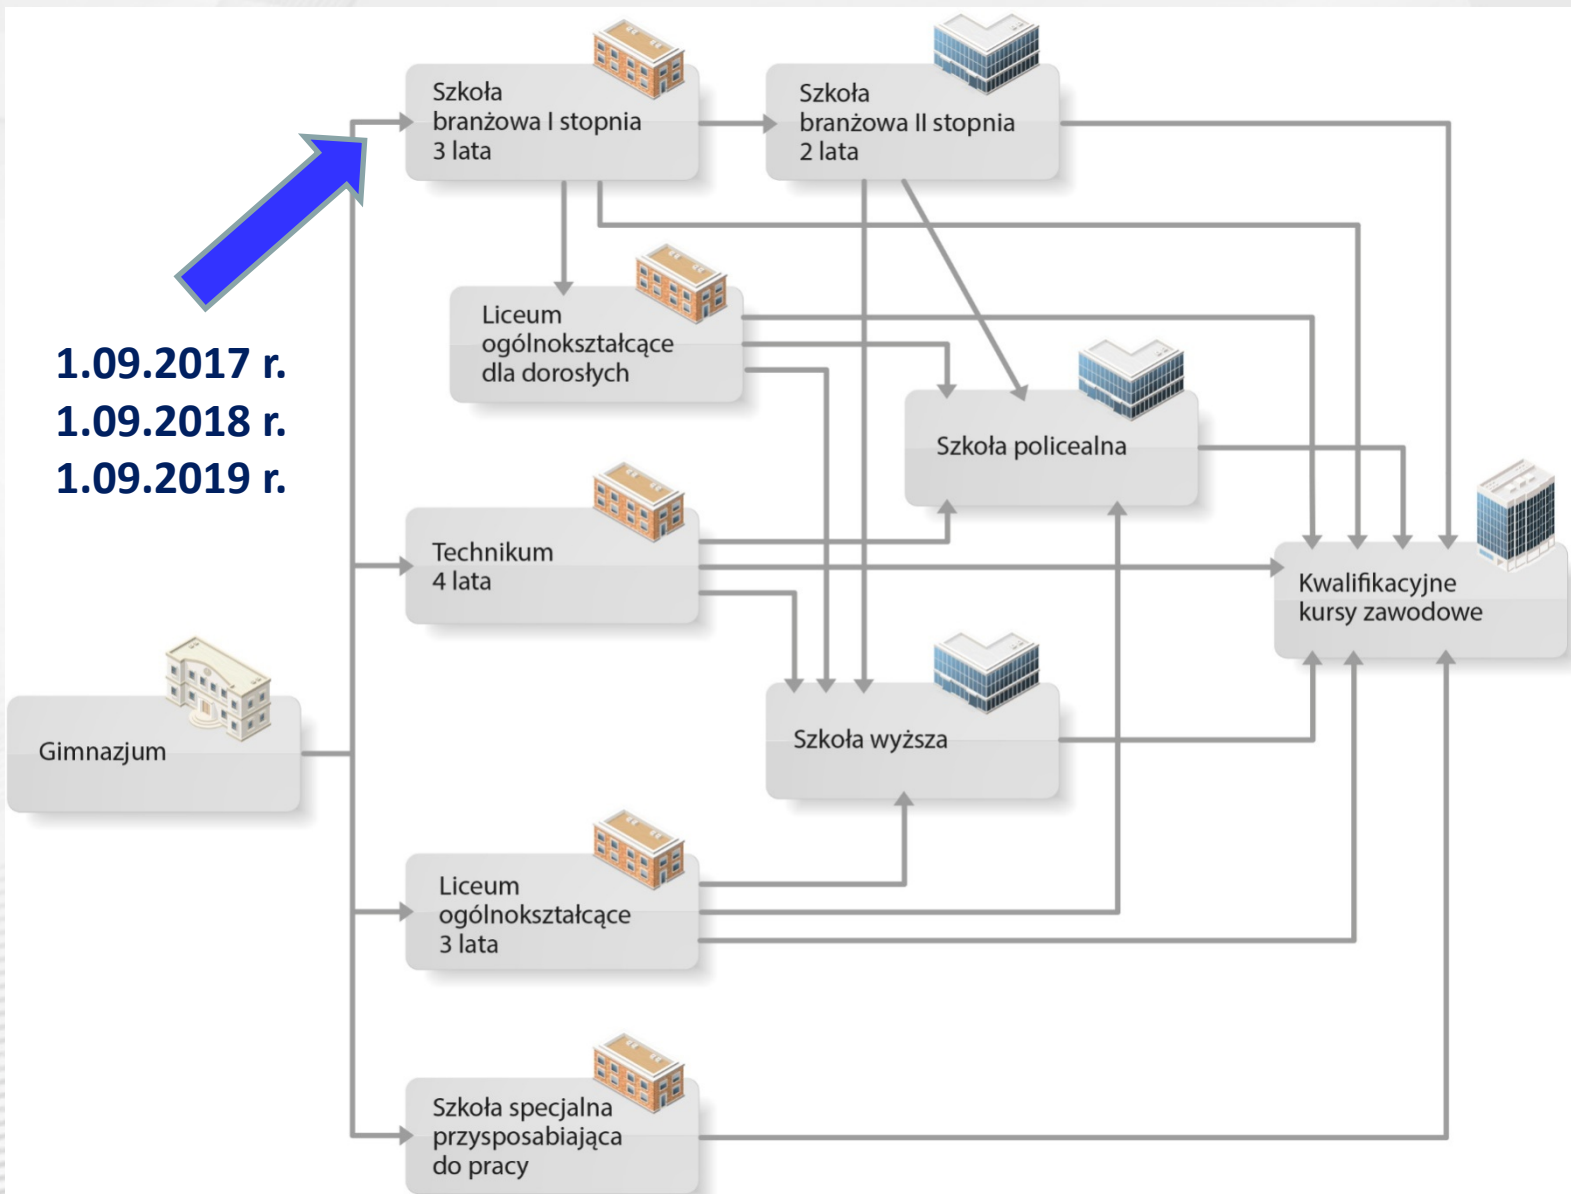 Szkoła
branżowa I stopnia
3 lata
Szkoła
branżowa II stopnia
2 lata
Liceum
ogólnokształcące
dla dorosłych
1.09.2017 r.
1.09.2018 r.
1.09.2019 r.
Szkoła policealna
Technikum
4 lata
Kwalifikacyjne
kursy zawodowe
Gimnazjum
Szkoła wyższa
Liceum
ogólnokształcące
3 lata
Szkoła specjalna
przysposabiająca
do pracy